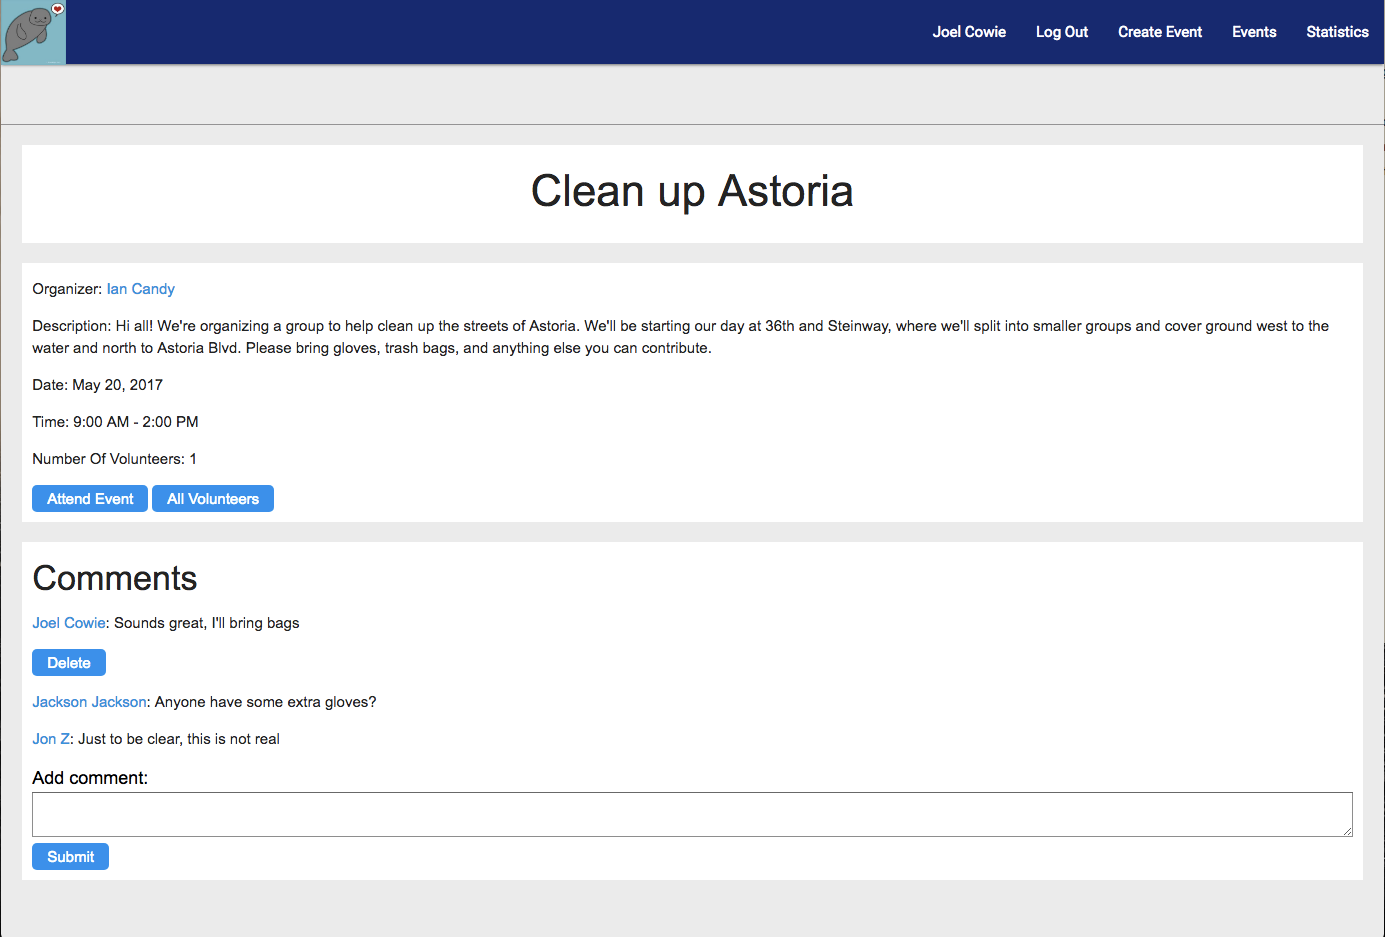 Joel Cowie Log Out Create Event Events Statistics
Clean up Astoria
Organizer: Ian Candy
Description: Hi all! We're organizing a group to help clean up the streets of Astoria. We'll be starting our day at 36th and Steinway, where we'll split into smaller groups and cover ground west to the
water and north to Astoria Blvd. Please bring gloves, trash bags, and anything else you can contribute.
Date: May 20, 2017
Time: 9:00 AM - 2:00 PM
Number Of Volunteers: 1
Attend Event All Volunteers
Comments
Joel Cowie: Sounds great, I'll bring bags
Delete
Jackson Jackson: Anyone have some extra gloves?
Jon Z: Just to be clear, this is not real
Add comment:
Submit